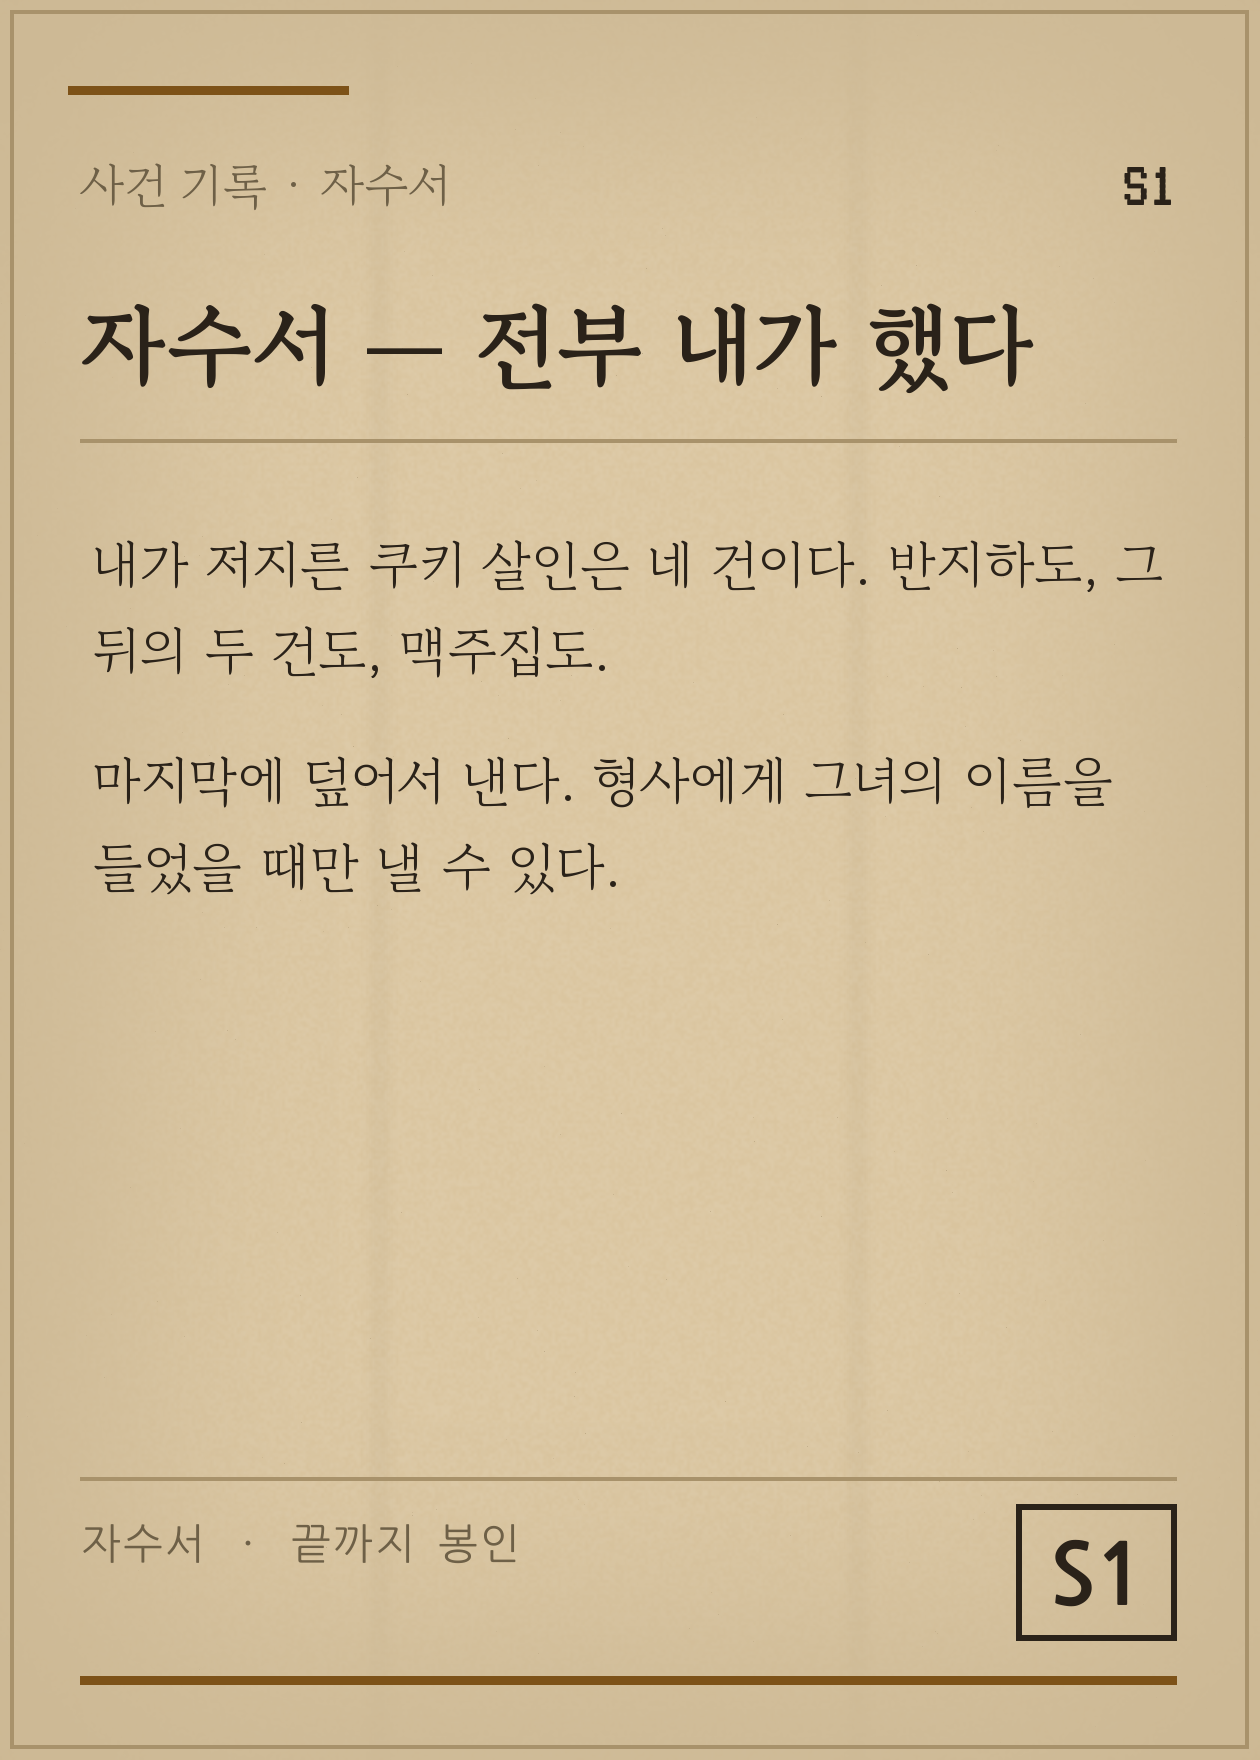 사건 기록 · 자수서
S1
자수서 — 전부 내가 했다
내가 저지른 쿠키 살인은 네 건이다. 반지하도, 그
뒤의 두 건도, 맥주집도.
마지막에 덮어서 낸다. 형사에게 그녀의 이름을
들었을 때만 낼 수 있다.
자수서 · 끝까지 봉인
S1